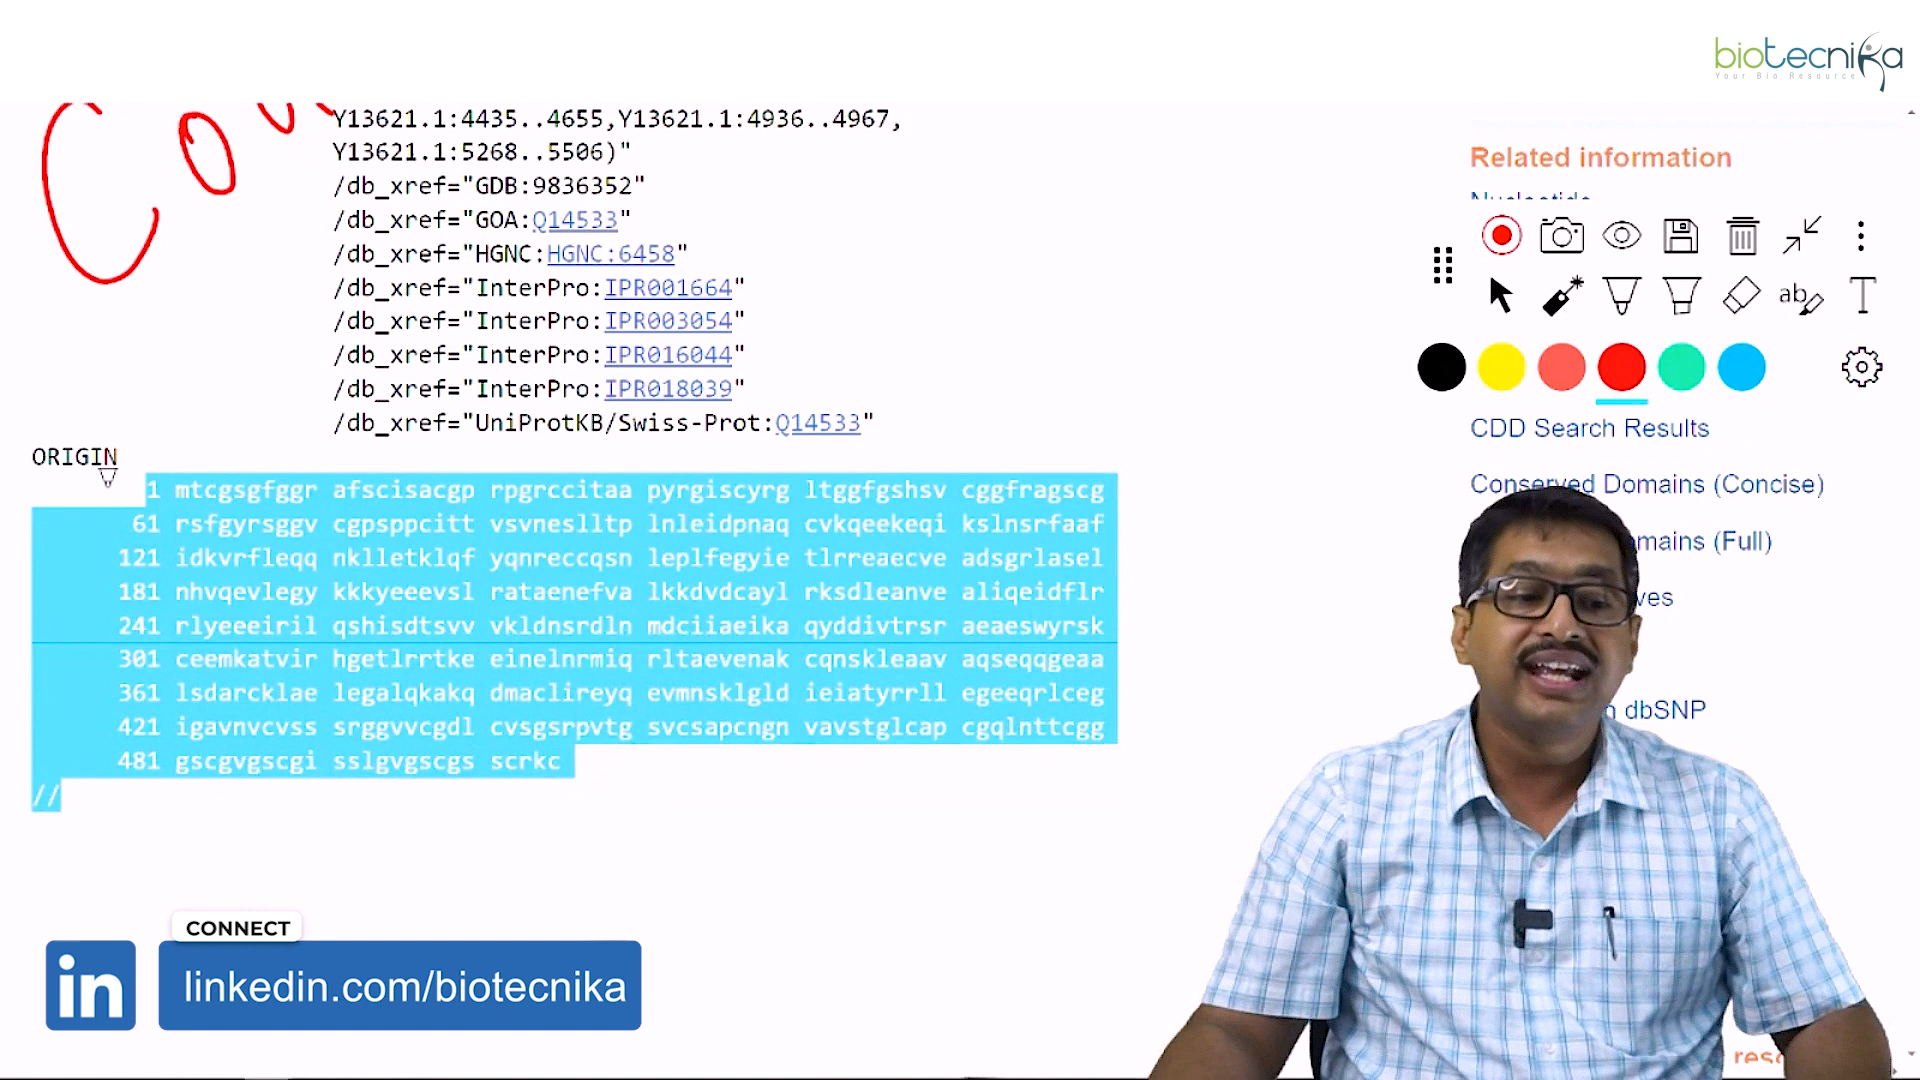 biotecnika
Your Bio Resource
Con
Y13621.1:4435..4655,Y13621.1:4936..4967,
Y13621.1:5268..5506)"
/db_xref="GDB:9836352"
/db_xref="GOA:Q14533"
/db_xref="HGNC:HGNC:6458"
/db_xref="InterPro:IPR001664"
/db_xref="InterPro:IPR003054"
/db_xref="InterPro:IPR016044"
/db_xref="InterPro:IPR018039"
/db_xref="UniProtKB/Swiss-Prot:Q14533"
ORIGIN
1 mtcgsgfggr afscisacgp rpgrccitaa pyrgiscyrg ltggfgshsv cggfragscg
61 rsfgyrsggv cgpsppcitt vsvneslltp lnleidpnaq cvkqeekeqi kslnsrfaaf
121 idkvrfleqq nklletklqf yqnreccqsn leplfegyie tlrreaecve adsgrlasel
181 nhvqevlegy kkkyeeevsl rataenefva lkkdvdcayl rksdleanve aliqeidflr
241 rlyeeeiril qshisdtsvv vkldnsrdln mdciiaeika qyddivtrsr aeaeswyrsk
301 ceemkatvir hgetlrrtke einelnrmiq rltaevenak cqnskleaav aqseqqgeaa
361 lsdarcklae legalqkakq dmaclireyq evmnsklgld ieiatyrrll egeeqrlceg
421 igavnvcvss srggvvcgdl cvsgsrpvtg svcsapcngn vavstglcap cgqlnttcgg
481 gscgvgscgi sslgvgscgs scrkc
//
Related information
ab
T
CDD Search Results
Conserved Domains (Concise)
mains (Full)
ves
dbSNP
CONNECT
in
linkedin.com/biotecnika